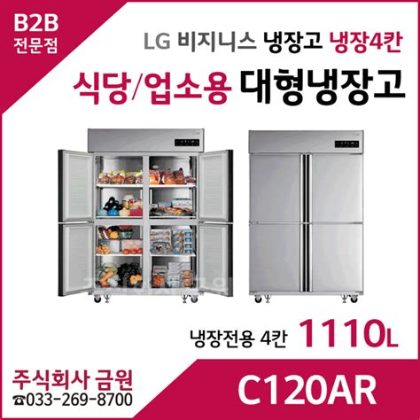 B2B
전문점
LG 비지니스 냉장고 냉장4칸
식당/업소용 대형냉장고
냉장전용 4칸 1110L
주식회사 금원
☎033-269-8700
C120AR